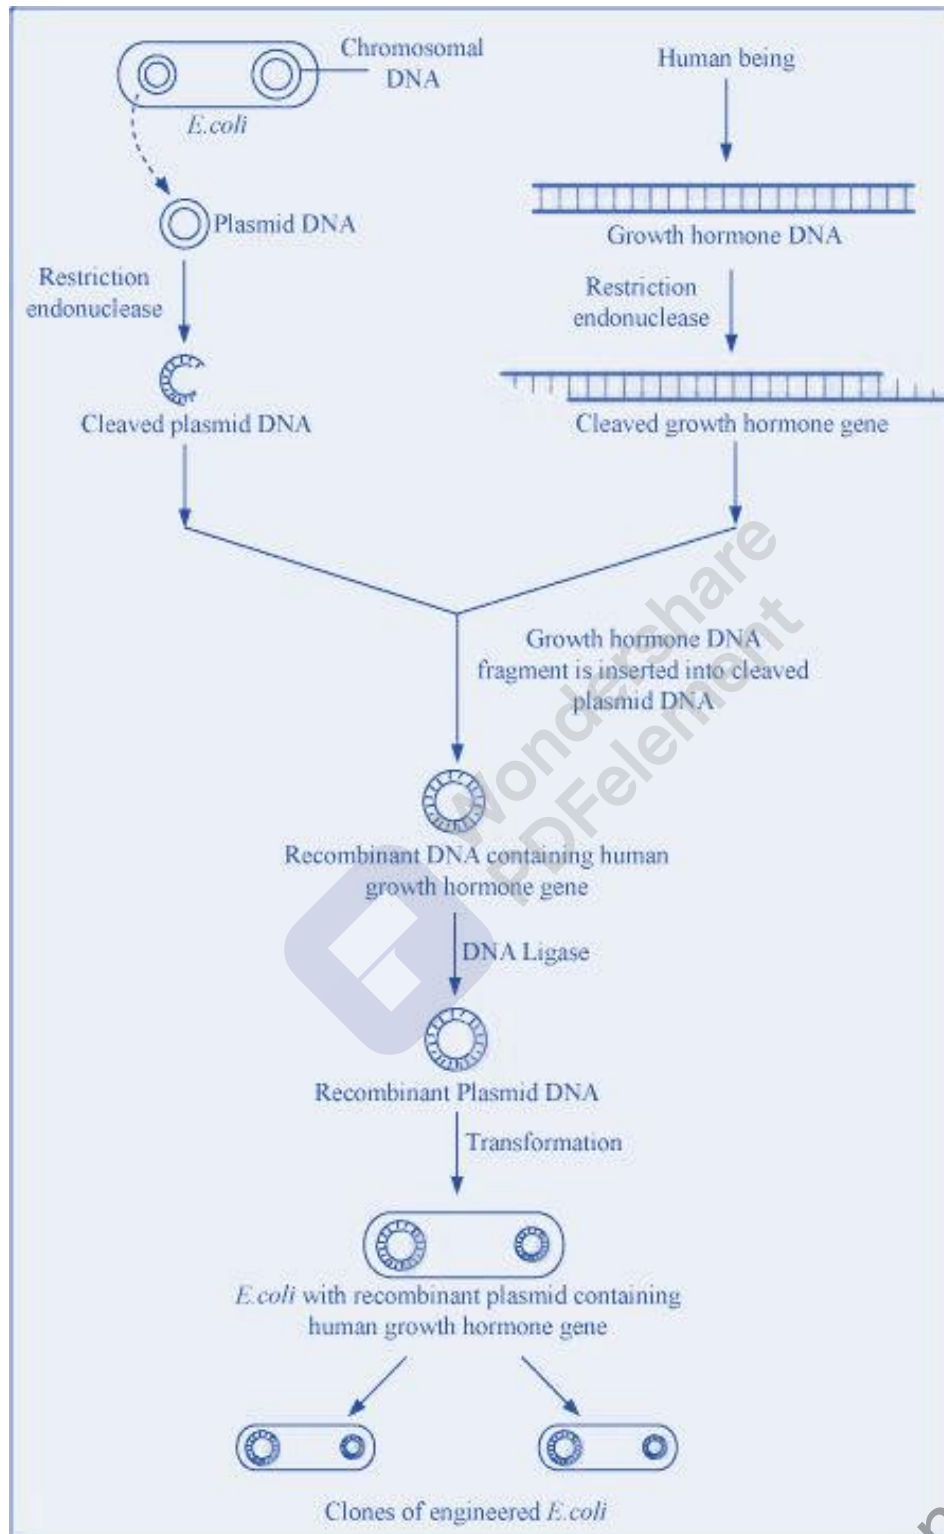 Chromosomal
DNA
E.coli
Human being
Plasmid DNA
Growth hormone DNA
Restriction
endonuclease
Restriction
endonuclease
Cleaved plasmid DNA
Cleaved growth hormone gene
Growth hormone DNA
fragment is inserted into cleaved
plasmid DNA
Recombinant DNA containing human
growth hormone gene
DNA Ligase
Recombinant Plasmid DNA
Transformation
E.coli with recombinant plasmid containing
human growth hormone gene
Clones of engineered E.coli
Wondershare
PDFelement